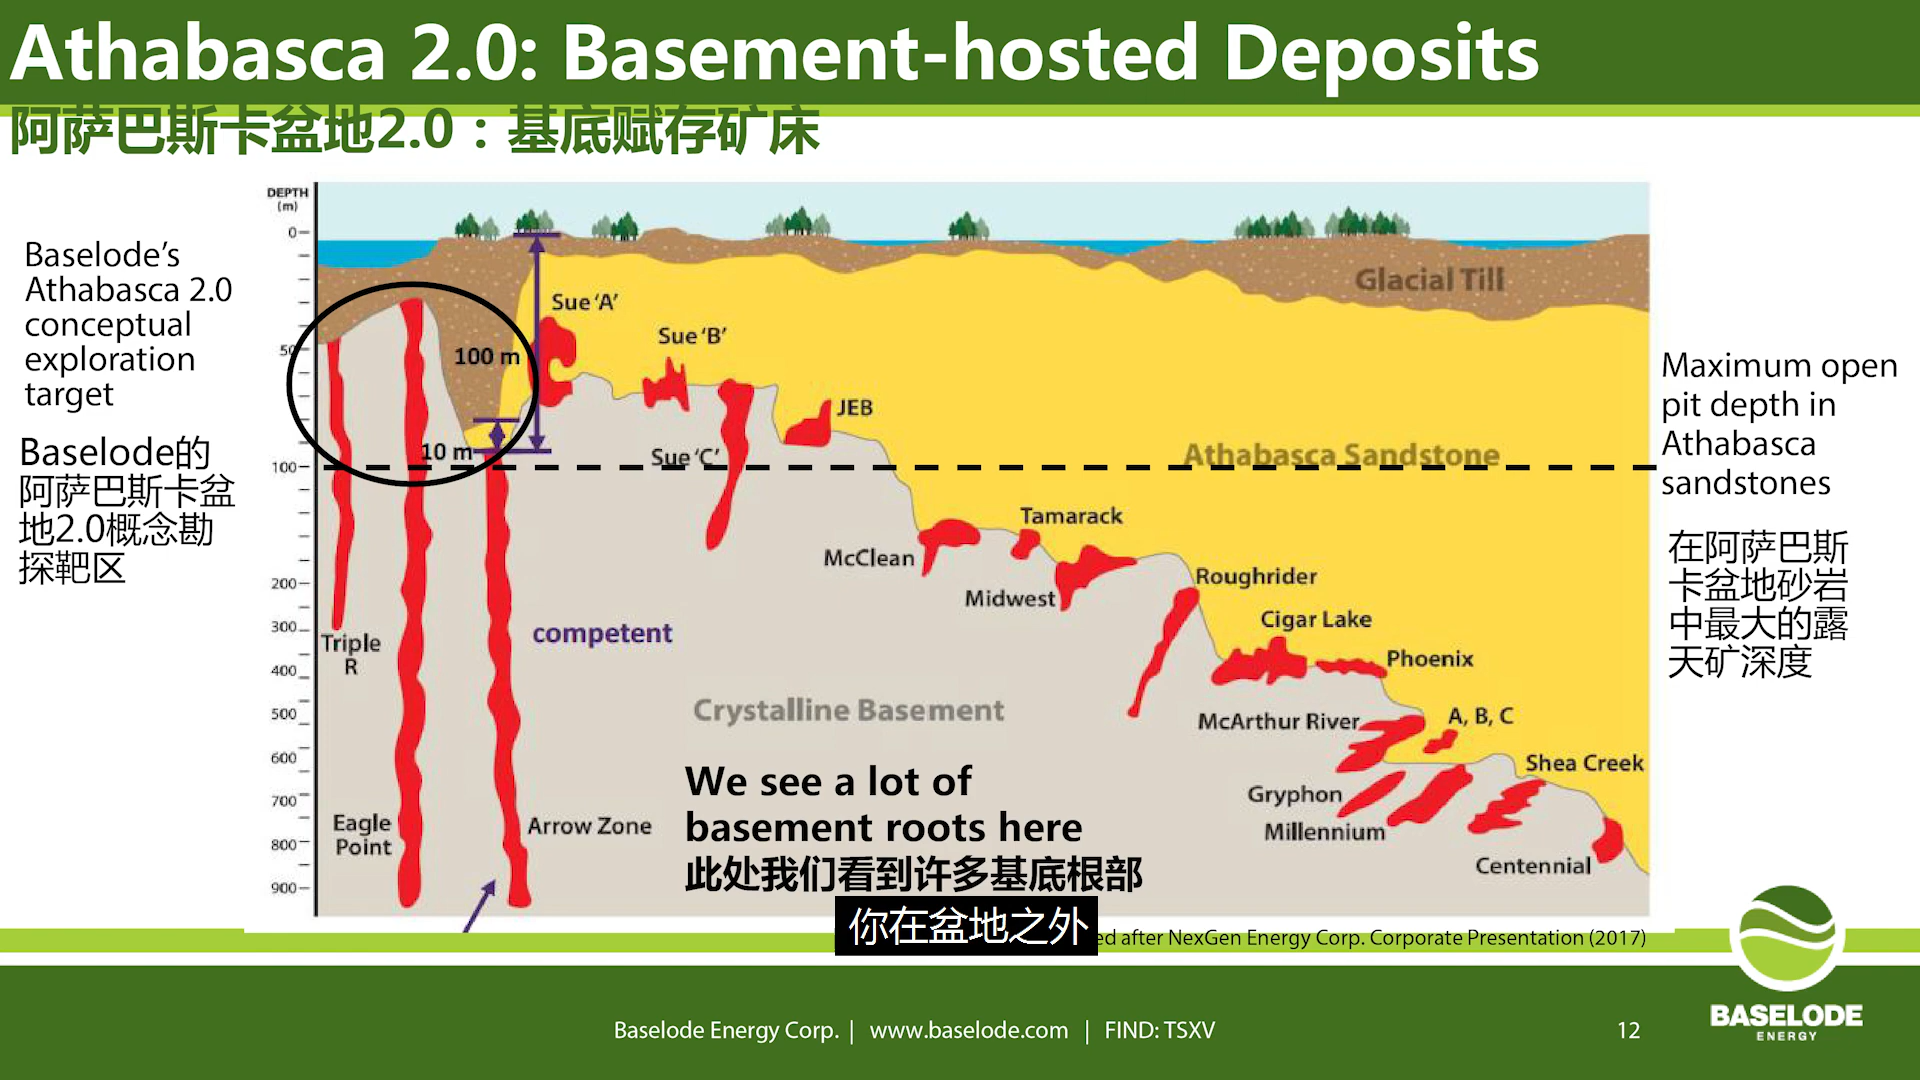 Athabasca 2.0: Basement-hosted Deposits
阿萨巴斯卡盆地2.0：基底赋存矿床
Baselode’s
Athabasca 2.0
conceptual
exploration
target
Baselode的
阿萨巴斯卡盆
地2.0概念勘
探靶区
DEPTH
(m)
0
50
100
200
300
400
500
600
700
800
900
Glacial Till
Sue ‘A’
Sue ‘B’
100 m
JEB
10 m
Sue ‘C’
Athabasca Sandstone
Tamarack
McClean
Midwest
Roughrider
Cigar Lake
Triple
R
competent
Phoenix
Crystalline Basement
McArthur River
A, B, C
Shea Creek
Gryphon
Millennium
Eagle
Point
Arrow Zone
Centennial
We see a lot of
basement roots here
此处我们看到许多基底根部
Maximum open
pit depth in
Athabasca
sandstones
在阿萨巴斯
卡盆地砂岩
中最大的露
天矿深度
你在盆地之外
ed after NexGen Energy Corp. Corporate Presentation (2017)
Baselode Energy Corp. | www.baselode.com | FIND: TSXV
12
BASELODE
ENERGY